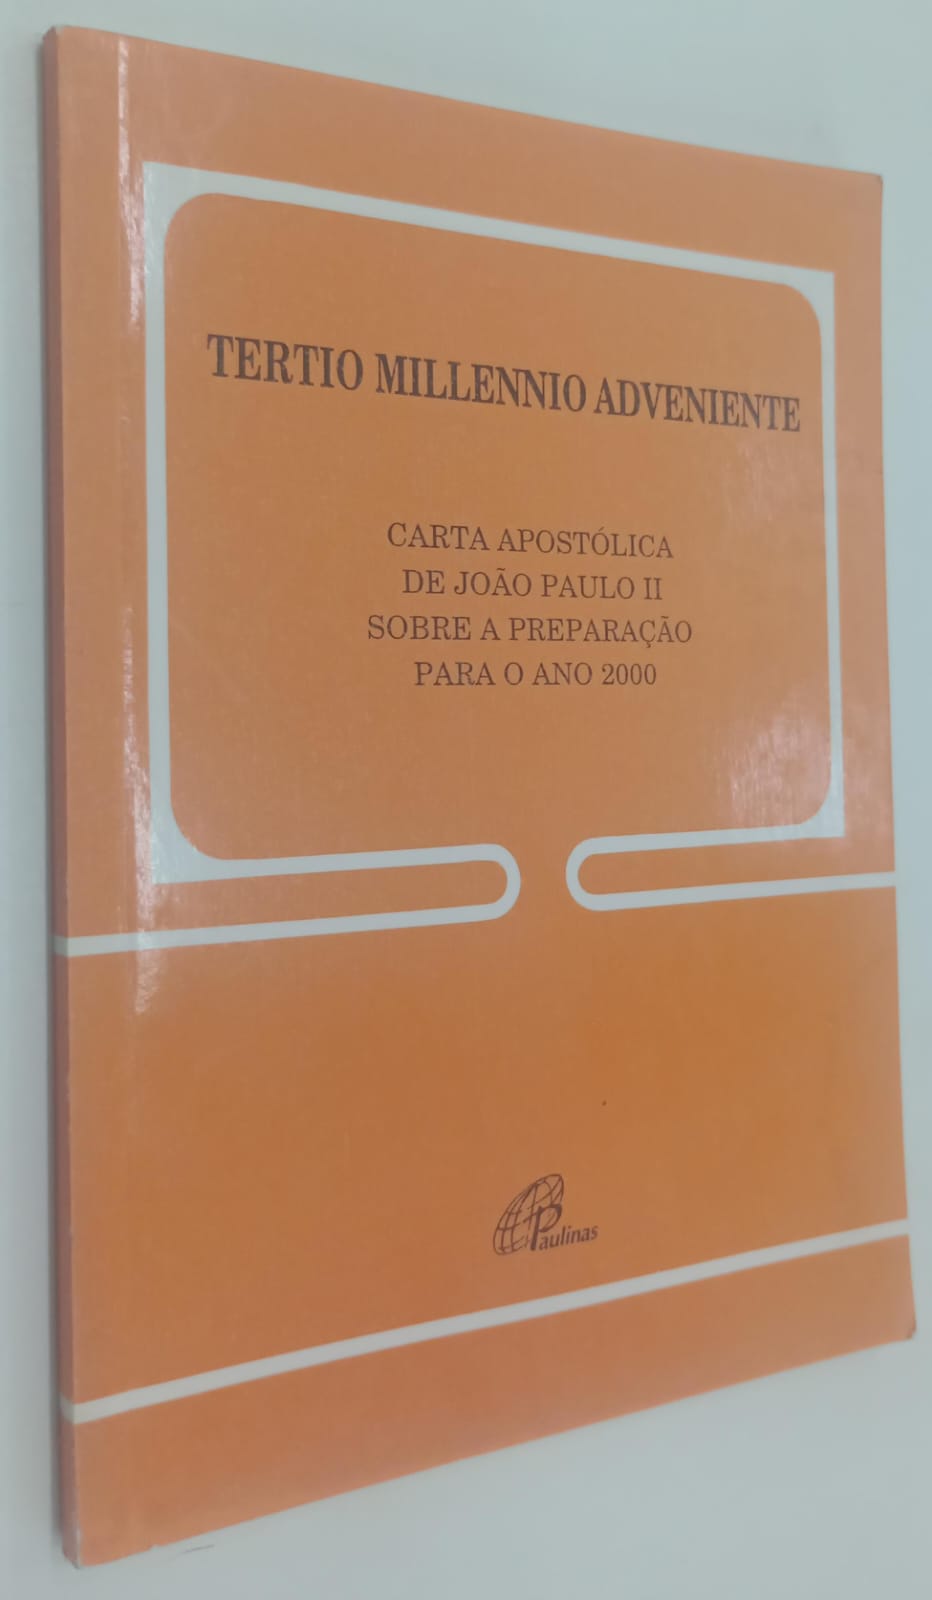 TERTIO MILLENNIO ADVENIENTE
CARTA APOSTÓLICA
DE JOÃO PAULO II
SOBRE A PREPARAÇÃO
PARA O ANO 2000
Paulinas